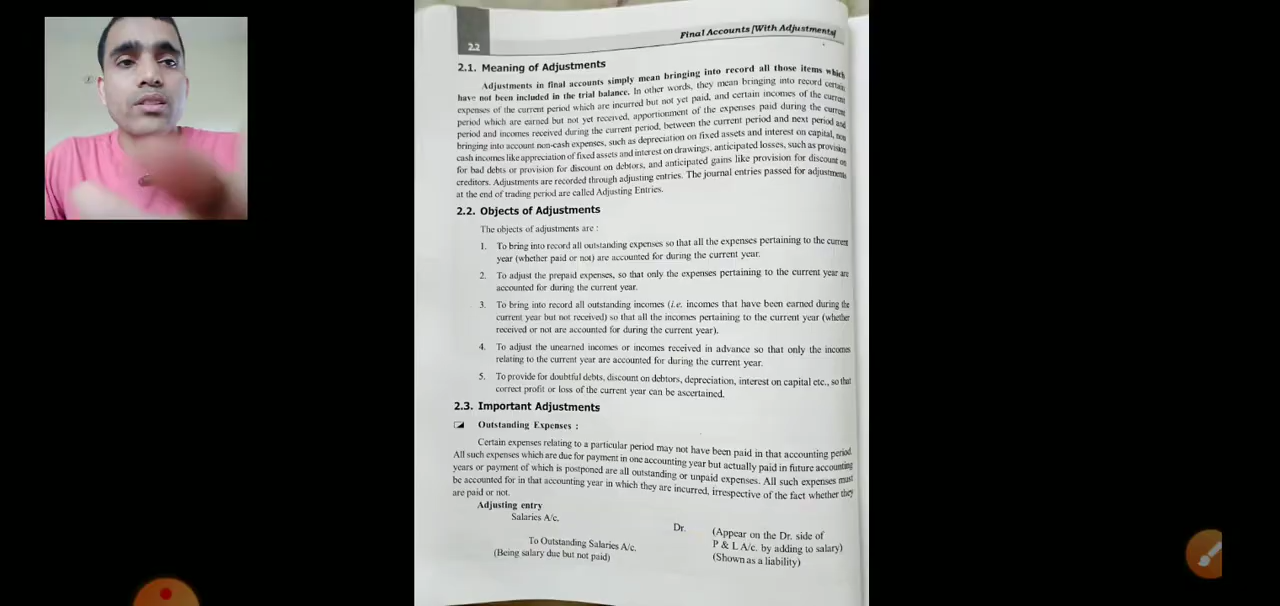 2.2
Final Accounts [With Adjustments]
2.1. Meaning of Adjustments
Adjustments in final accounts simply mean bringing into record all those items which
have not been included in the trial balance. In other words, they mean bringing into record certain
expenses of the current period which are incurred but not yet paid, and certain incomes of the current
period which are earned but not yet received, apportionment of the expenses paid during the current
period and incomes received during the current period, between the current period and next period and
bringing into account non-cash expenses, such as depreciation on fixed assets and interest on capital, non
cash incomes like appreciation of fixed assets and interest on drawings, anticipated losses, such as provision
for bad debts or provision for discount on debtors, and anticipated gains like provision for discount on
creditors. Adjustments are recorded through adjusting entries. The journal entries passed for adjustments
at the end of trading period are called Adjusting Entries.
2.2. Objects of Adjustments
The objects of adjustments are :
1. To bring into record all outstanding expenses so that all the expenses pertaining to the current
year (whether paid or not) are accounted for during the current year.
2. To adjust the prepaid expenses, so that only the expenses pertaining to the current year are
accounted for during the current year.
3. To bring into record all outstanding incomes (i.e. incomes that have been earned during the
current year but not received) so that all the incomes pertaining to the current year (whether
received or not are accounted for during the current year).
4. To adjust the unearned incomes or incomes received in advance so that only the incomes
relating to the current year are accounted for during the current year.
5. To provide for doubtful debts, discount on debtors, depreciation, interest on capital etc., so that
correct profit or loss of the current year can be ascertained.
2.3. Important Adjustments
Outstanding Expenses :
Certain expenses relating to a particular period may not have been paid in that accounting period.
All such expenses which are due for payment in one accounting year but actually paid in future accounting
years or payment of which is postponed are all outstanding or unpaid expenses. All such expenses must
be accounted for in that accounting year in which they are incurred, irrespective of the fact whether they
are paid or not.
Adjusting entry
Salaries A/c. Dr. (Appear on the Dr. side of
P & L A/c. by adding to salary)
To Outstanding Salaries A/c. (Shown as a liability)
(Being salary due but not paid)